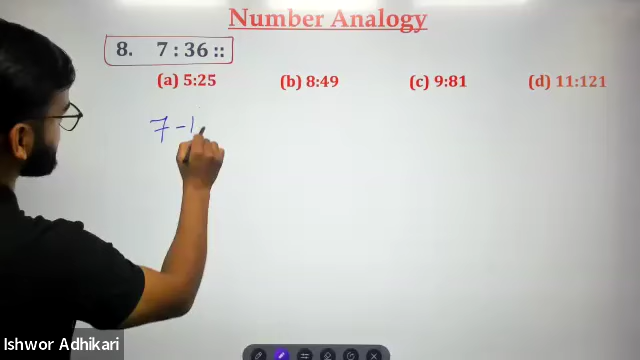 Number Analogy
8. 7 : 36 ::
(a) 5:25 (b) 8:49 (c) 9:81 (d) 11:121
7-1
Ishwor Adhikari